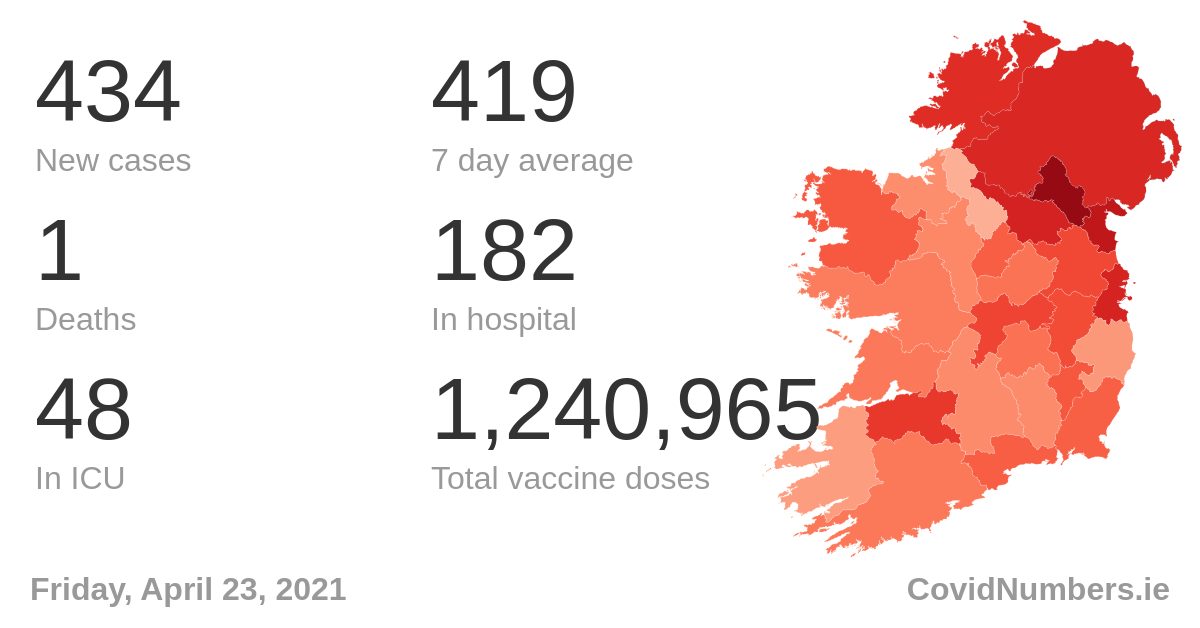 434
New cases
419
7 day average
1
Deaths
182
In hospital
48
In ICU
1,240,965
Total vaccine doses
Friday, April 23, 2021
CovidNumbers.ie